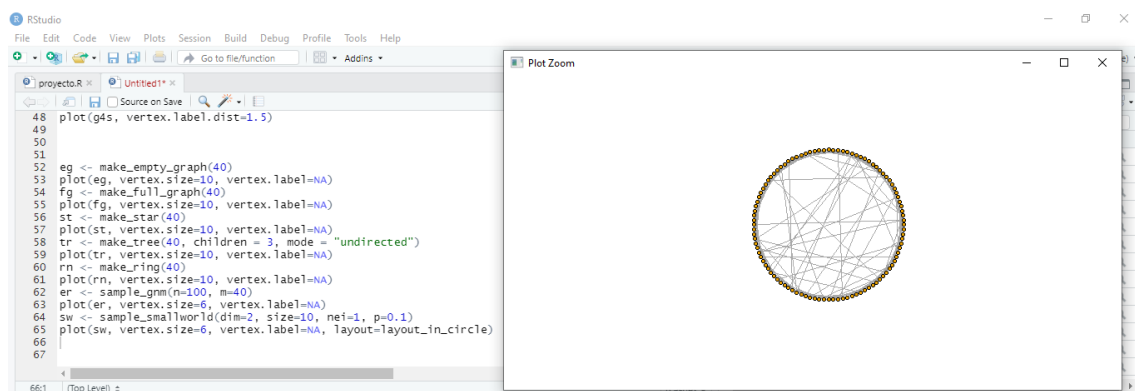 RStudio
File Edit Code View Plots Session Build Debug Profile Tools Help
Go to file/function
Addins
Plot Zoom
proyecto.R
Untitled1*
Source on Save
48 plot(g4s, vertex.label.dist=1.5)
49
50
51
52 eg <- make_empty_graph(40)
53 plot(eg, vertex.size=10, vertex.label=NA)
54 fg <- make_full_graph(40)
55 plot(fg, vertex.size=10, vertex.label=NA)
56 st <- make_star(40)
57 plot(st, vertex.size=10, vertex.label=NA)
58 tr <- make_tree(40, children = 3, mode = "undirected")
59 plot(tr, vertex.size=10, vertex.label=NA)
60 rn <- make_ring(40)
61 plot(rn, vertex.size=10, vertex.label=NA)
62 er <- sample_gnm(n=100, m=40)
63 plot(er, vertex.size=6, vertex.label=NA)
64 sw <- sample_smallworld(dim=2, size=10, nei=1, p=0.1)
65 plot(sw, vertex.size=6, vertex.label=NA, layout=layout_in_circle)
66
67
66:1 (Top Level)